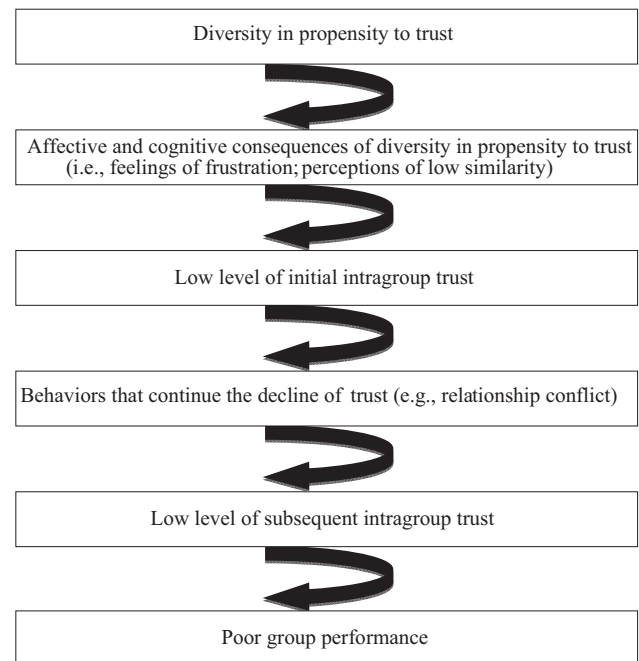 Diversity in propensity to trust
Affective and cognitive consequences of diversity in propensity to trust
(i.e., feelings of frustration; perceptions of low similarity)
Low level of initial intragroup trust
Behaviors that continue the decline of trust (e.g., relationship conflict)
Low level of subsequent intragroup trust
Poor group performance